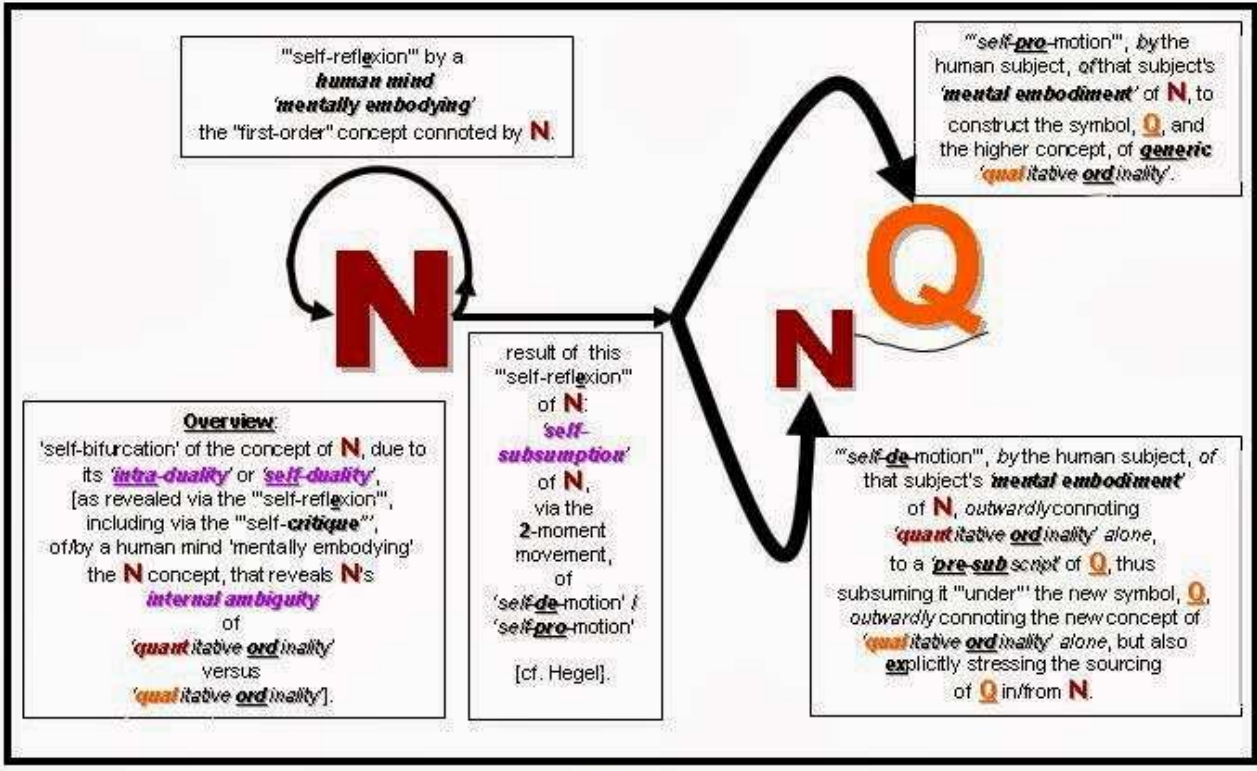 '"self-reflexion"' by a
human mind
'mentally embodying'
the "first-order" concept connoted by N.
N
Overview:
'self-bifurcation' of the concept of N, due to
its 'intra-duality' or 'self-duality',
[as revealed via the '"self-reflexion"',
including via the '"self-critique"',
of/by a human mind 'mentally embodying'
the N concept, that reveals N's
internal ambiguity
of
'quantitative ordinality'
versus
'qualitative ordinality'].
result of this
'"self-reflexion"'
of N:
'self-
subsumption'
of N,
via the
2-moment
movement,
of
'self-de-motion' /
'self-pro-motion'
[cf. Hegel].
'"self-pro-motion"', by the
human subject, of that subject's
'mental embodiment' of N, to
construct the symbol, Q, and
the higher concept, of generic
'qualitative ordinality'.
Q
N
'"self-de-motion"', by the human subject, of
that subject's 'mental embodiment'
of N, outwardly connoting
'quantitative ordinality' alone,
to a 'pre-subscript' of Q, thus
subsuming it '"under"' the new symbol, Q,
outwardly connoting the new concept of
'qualitative ordinality' alone, but also
explicitly stressing the sourcing
of Q in/from N.